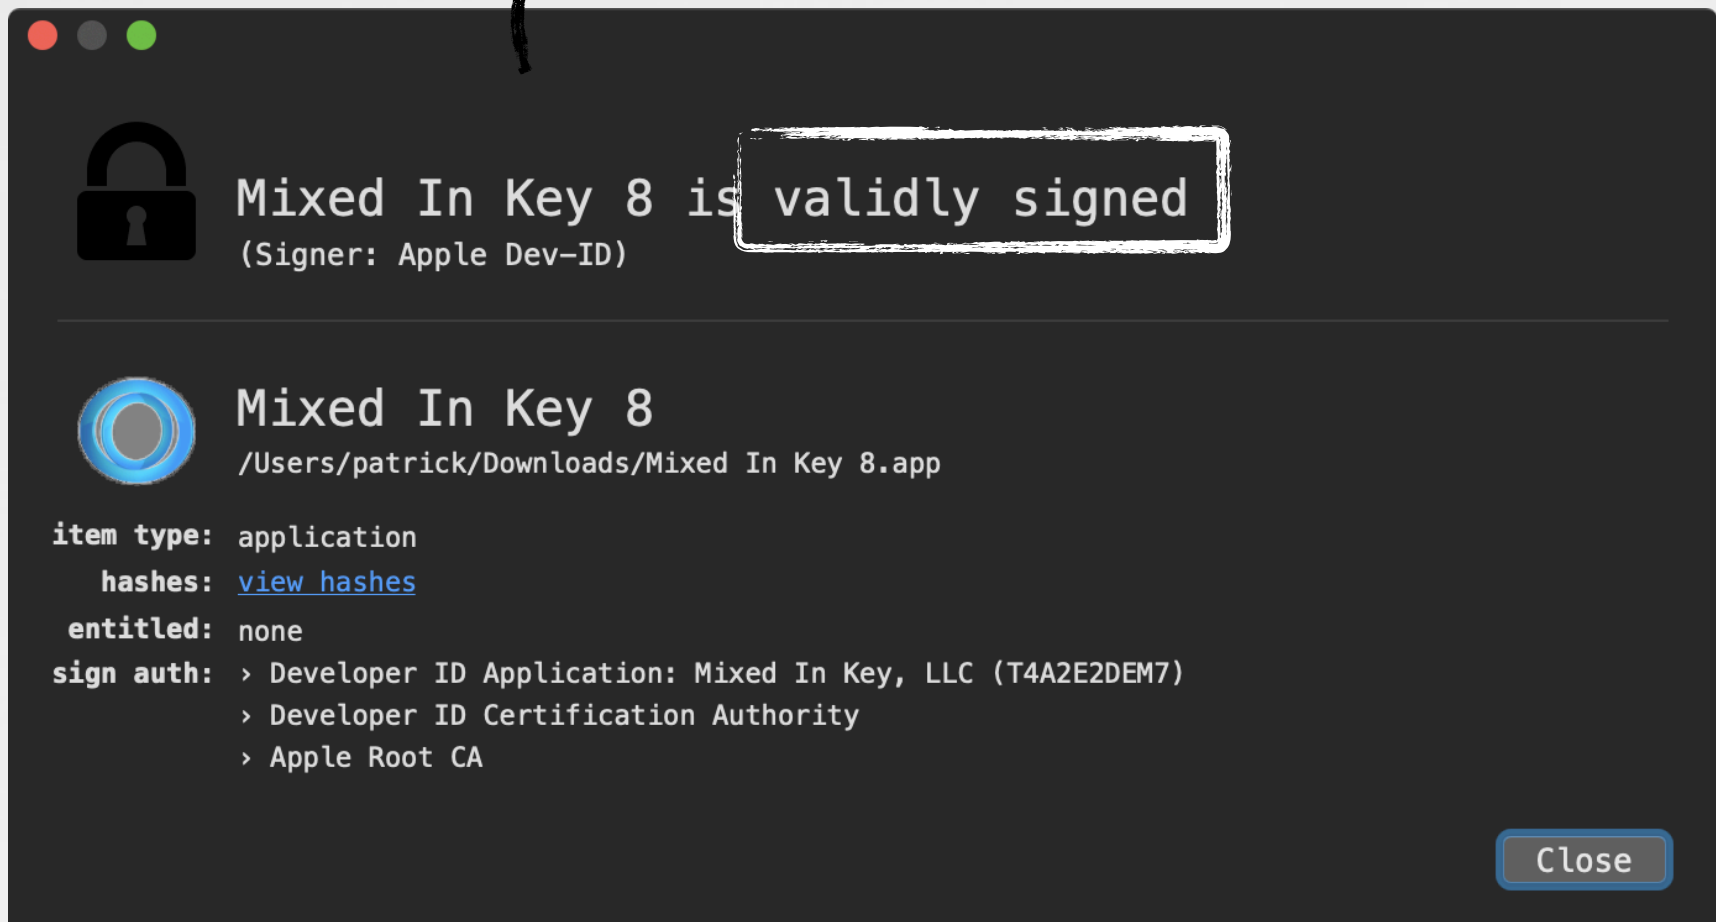 Mixed In Key 8 is validly signed
(Signer: Apple Dev-ID)
Mixed In Key 8
/Users/patrick/Downloads/Mixed In Key 8.app
item type: application
hashes: view hashes
entitled: none
sign auth: › Developer ID Application: Mixed In Key, LLC (T4A2E2DEM7)
› Developer ID Certification Authority
› Apple Root CA
Close